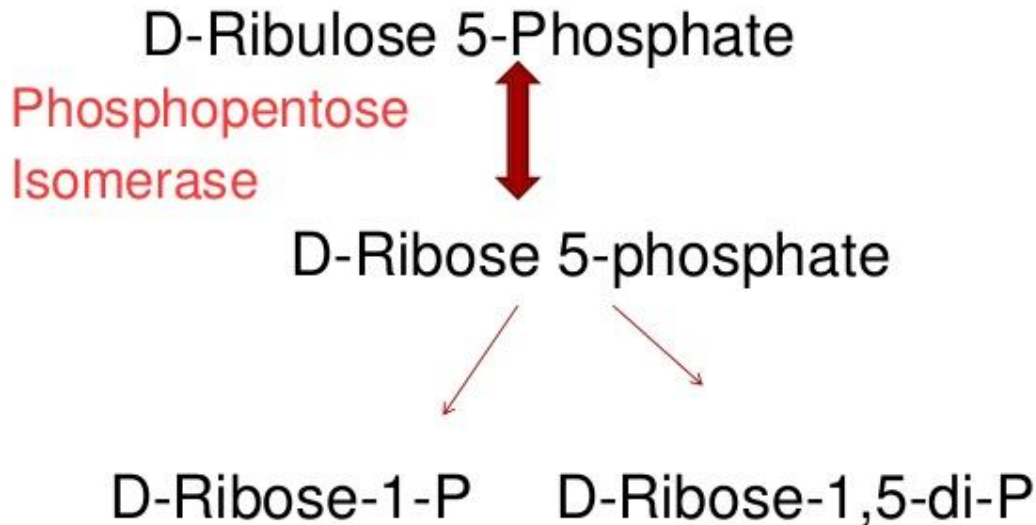 D-Ribulose 5-Phosphate
Phosphopentose
Isomerase
D-Ribose 5-phosphate
D-Ribose-1-P D-Ribose-1,5-di-P